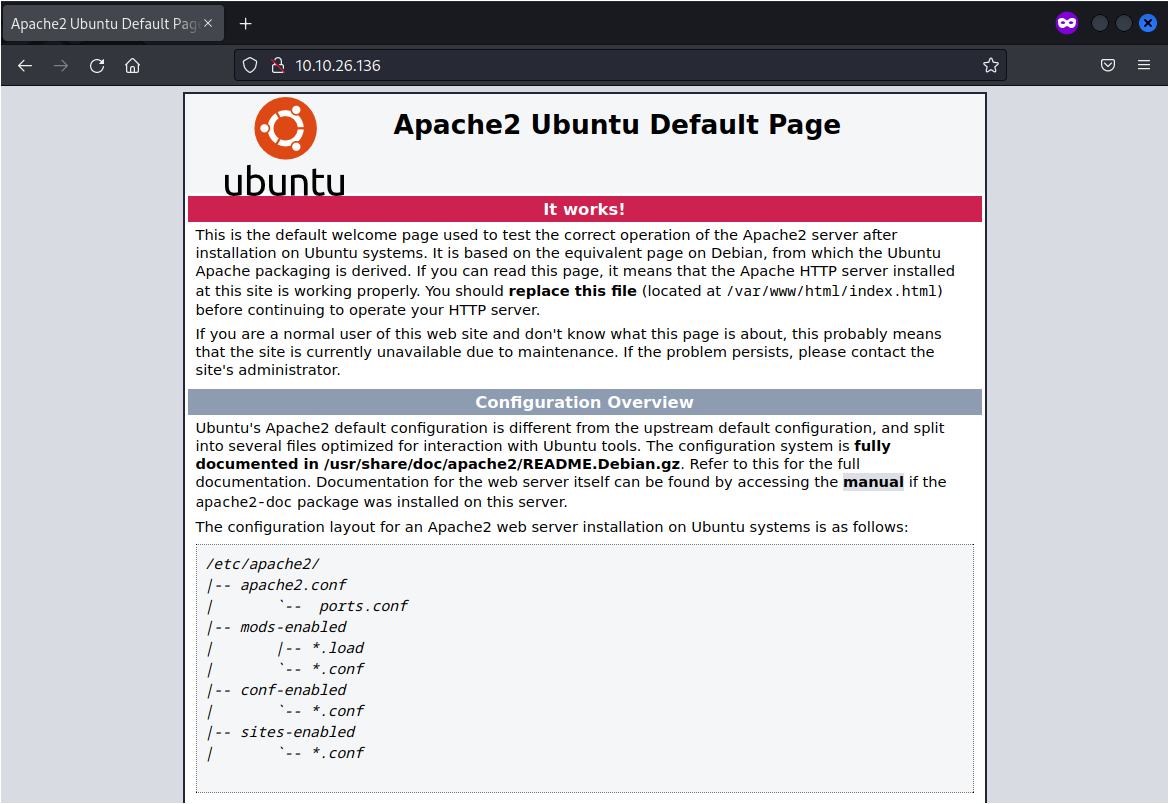 Apache2 Ubuntu Default Pag
10.10.26.136
ubuntu
Apache2 Ubuntu Default Page
It works!
This is the default welcome page used to test the correct operation of the Apache2 server after
installation on Ubuntu systems. It is based on the equivalent page on Debian, from which the Ubuntu
Apache packaging is derived. If you can read this page, it means that the Apache HTTP server installed
at this site is working properly. You should replace this file (located at /var/www/html/index.html)
before continuing to operate your HTTP server.
If you are a normal user of this web site and don't know what this page is about, this probably means
that the site is currently unavailable due to maintenance. If the problem persists, please contact the
site's administrator.
Configuration Overview
Ubuntu's Apache2 default configuration is different from the upstream default configuration, and split
into several files optimized for interaction with Ubuntu tools. The configuration system is fully
documented in /usr/share/doc/apache2/README.Debian.gz. Refer to this for the full
documentation. Documentation for the web server itself can be found by accessing the manual if the
apache2-doc package was installed on this server.
The configuration layout for an Apache2 web server installation on Ubuntu systems is as follows:
/etc/apache2/
|-- apache2.conf
|       `--  ports.conf
|-- mods-enabled
|       |-- *.load
|       `-- *.conf
|-- conf-enabled
|       `-- *.conf
|-- sites-enabled
|       `-- *.conf